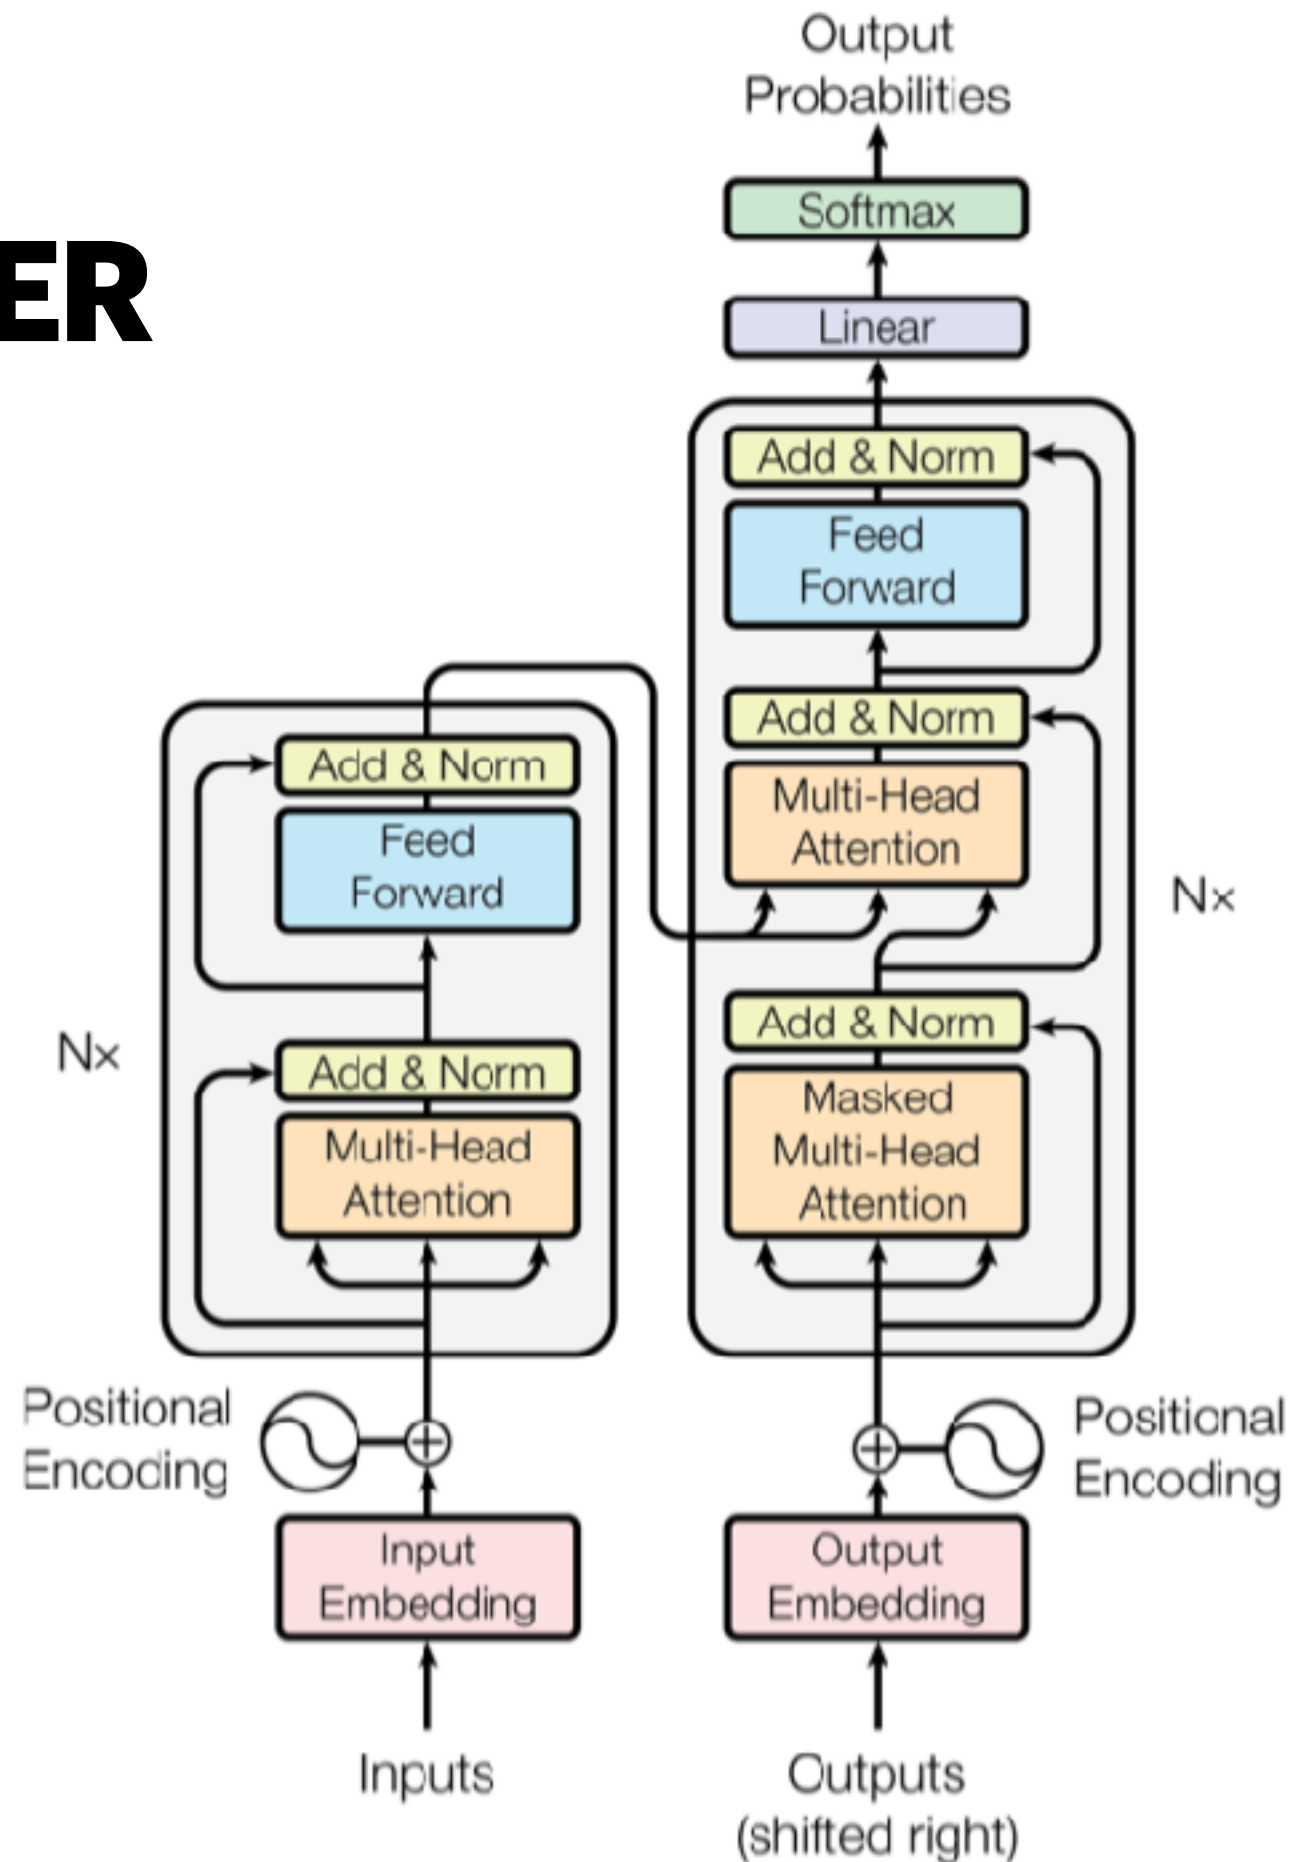 Output
Probabilities
Softmax
ER
Linear
Add & Norm
Feed
Forward
Add & Norm
Multi-Head
Attention
Nx
Add & Norm
Masked
Multi-Head
Attention
Add & Norm
Feed
Forward
Nx
Add & Norm
Multi-Head
Attention
Positional
Encoding
Positional
Encoding
Input
Embedding
Output
Embedding
Inputs
Outputs
(shifted right)